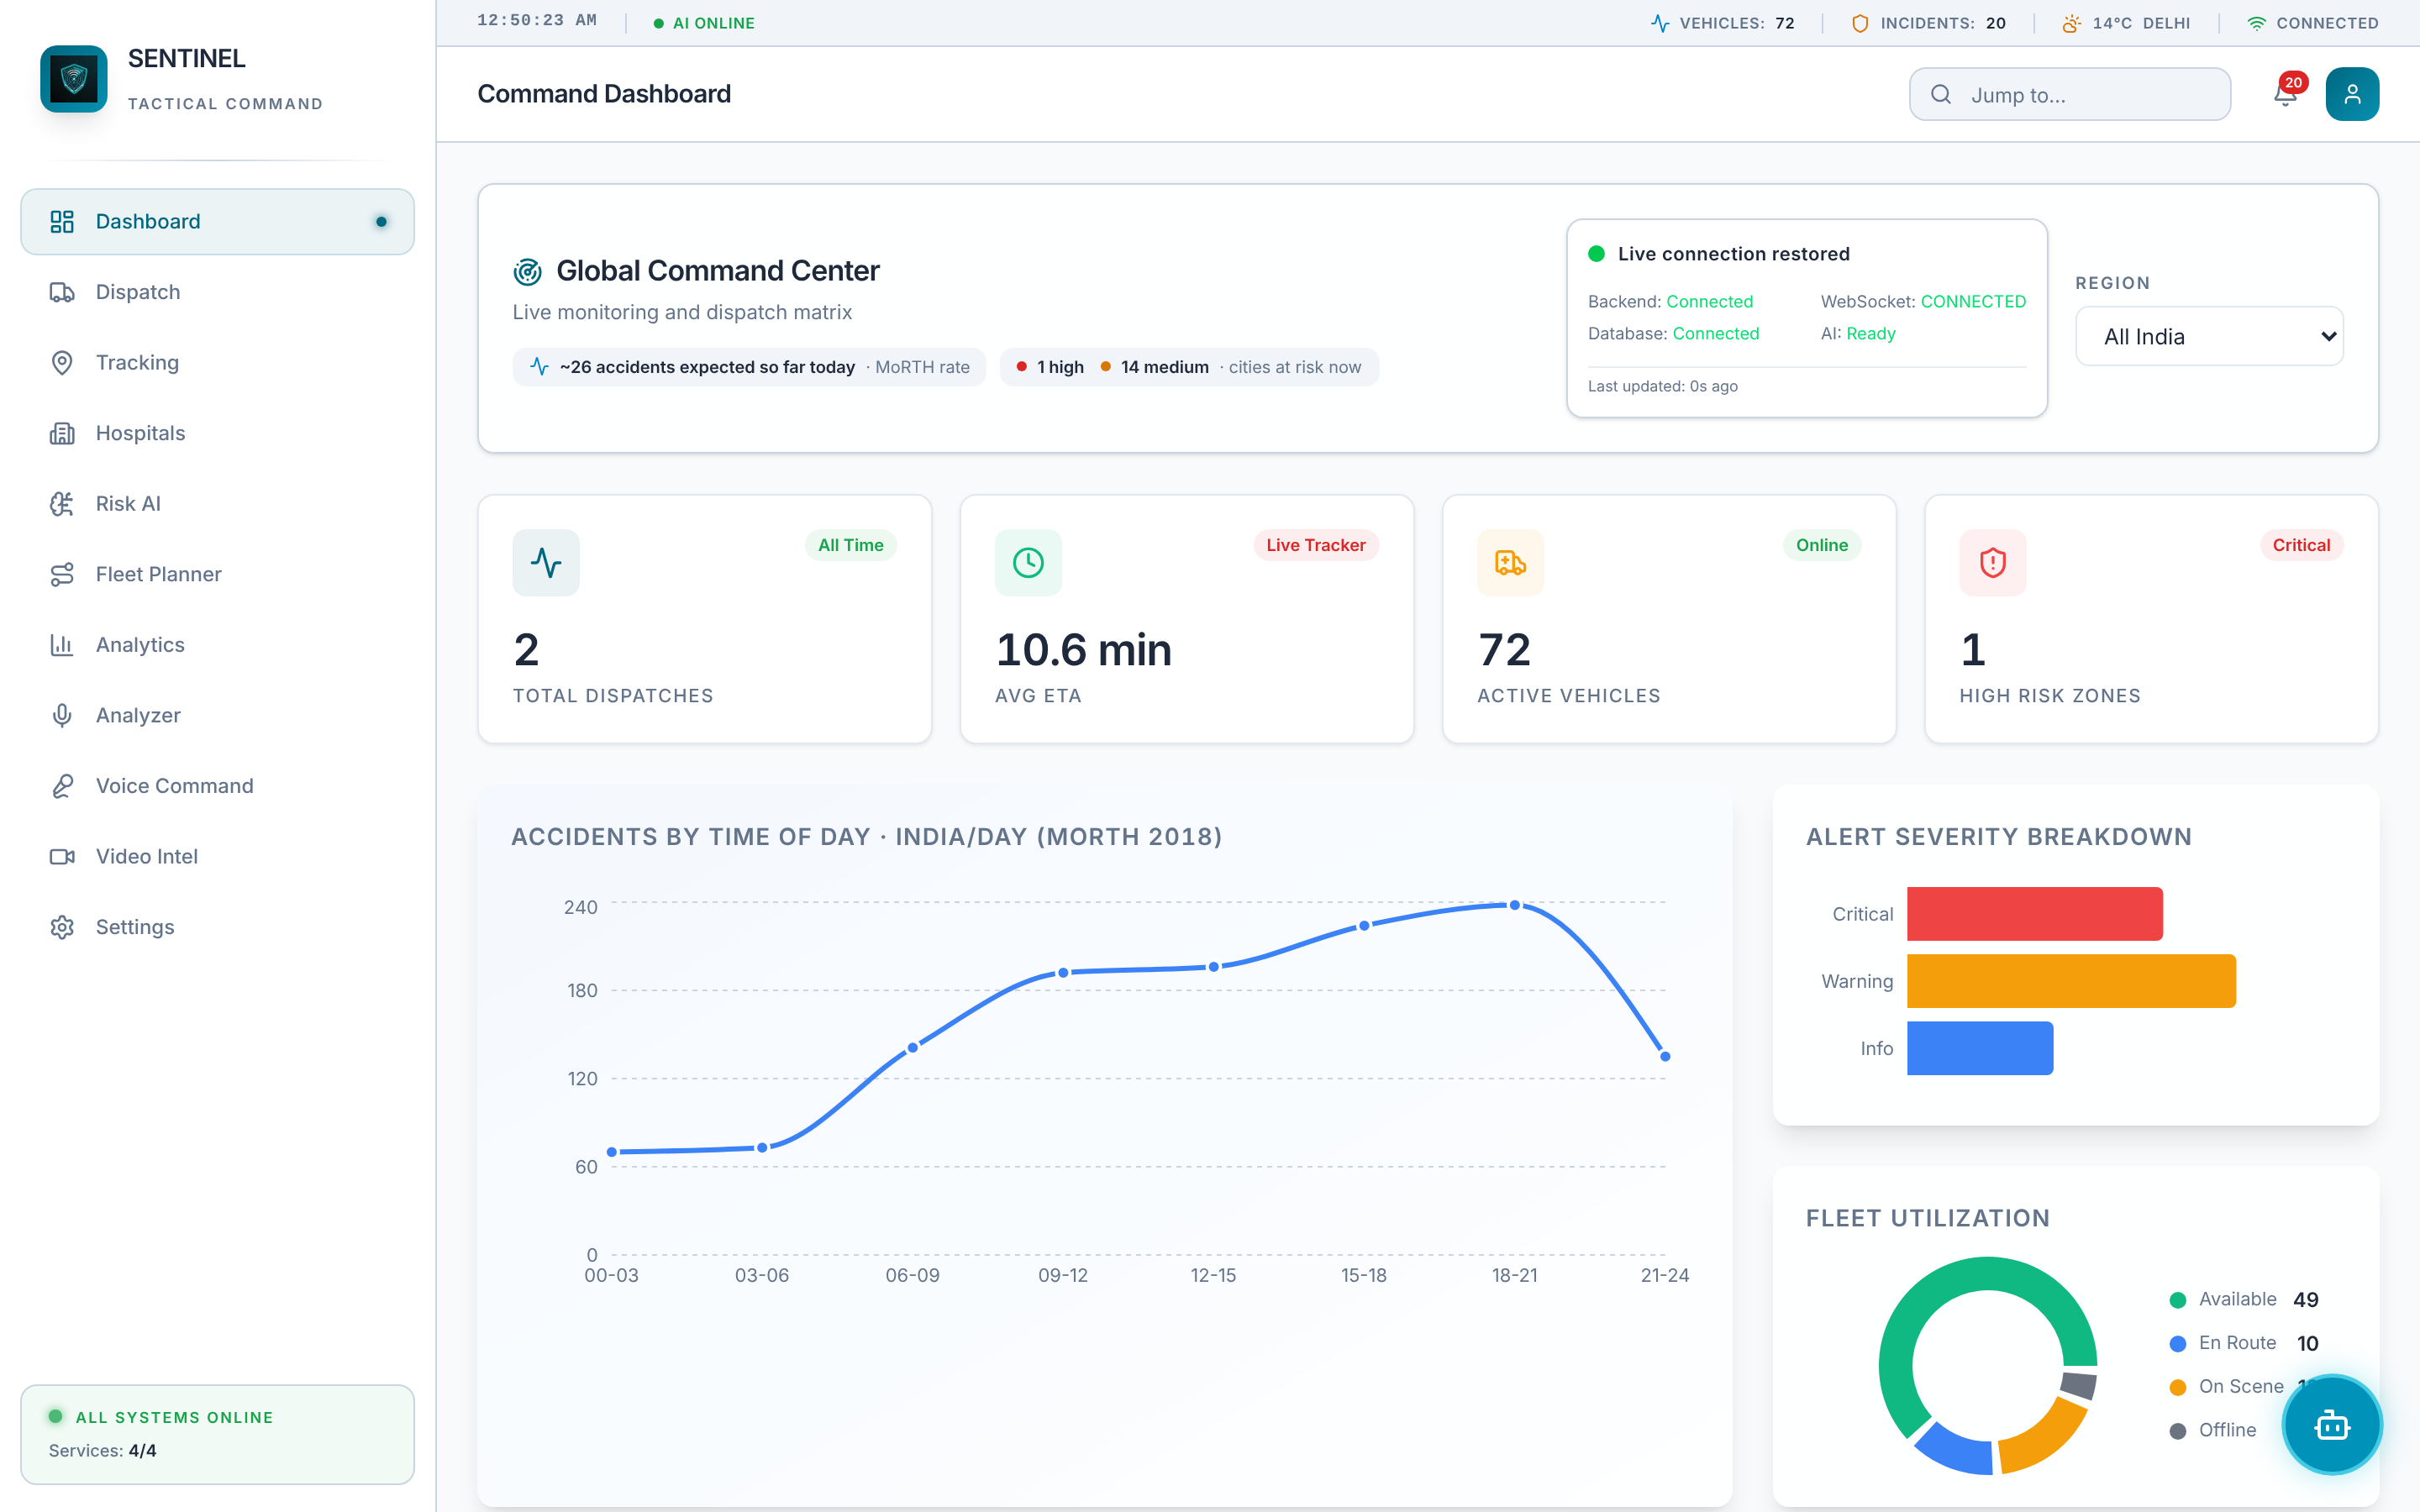 SENTINEL
TACTICAL COMMAND
Dashboard
Dispatch
Tracking
Hospitals
Risk AI
Fleet Planner
Analytics
Analyzer
Voice Command
Video Intel
Settings
ALL SYSTEMS ONLINE
Services: 4/4
12:50:23 AM
AI ONLINE
VEHICLES: 72
INCIDENTS: 20
14°C DELHI
CONNECTED
Command Dashboard
Jump to...
20
Global Command Center
Live monitoring and dispatch matrix
~26 accidents expected so far today · MoRTH rate
1 high 14 medium · cities at risk now
Live connection restored
Backend: Connected
WebSocket: CONNECTED
Database: Connected
AI: Ready
Last updated: 0s ago
REGION
All India
All Time
2
TOTAL DISPATCHES
Live Tracker
10.6 min
AVG ETA
Online
72
ACTIVE VEHICLES
Critical
1
HIGH RISK ZONES
ACCIDENTS BY TIME OF DAY · INDIA/DAY (MORTH 2018)
240
180
120
60
0
00-03
03-06
06-09
09-12
12-15
15-18
18-21
21-24
ALERT SEVERITY BREAKDOWN
Critical
Warning
Info
FLEET UTILIZATION
Available 49
En Route 10
On Scene
Offline